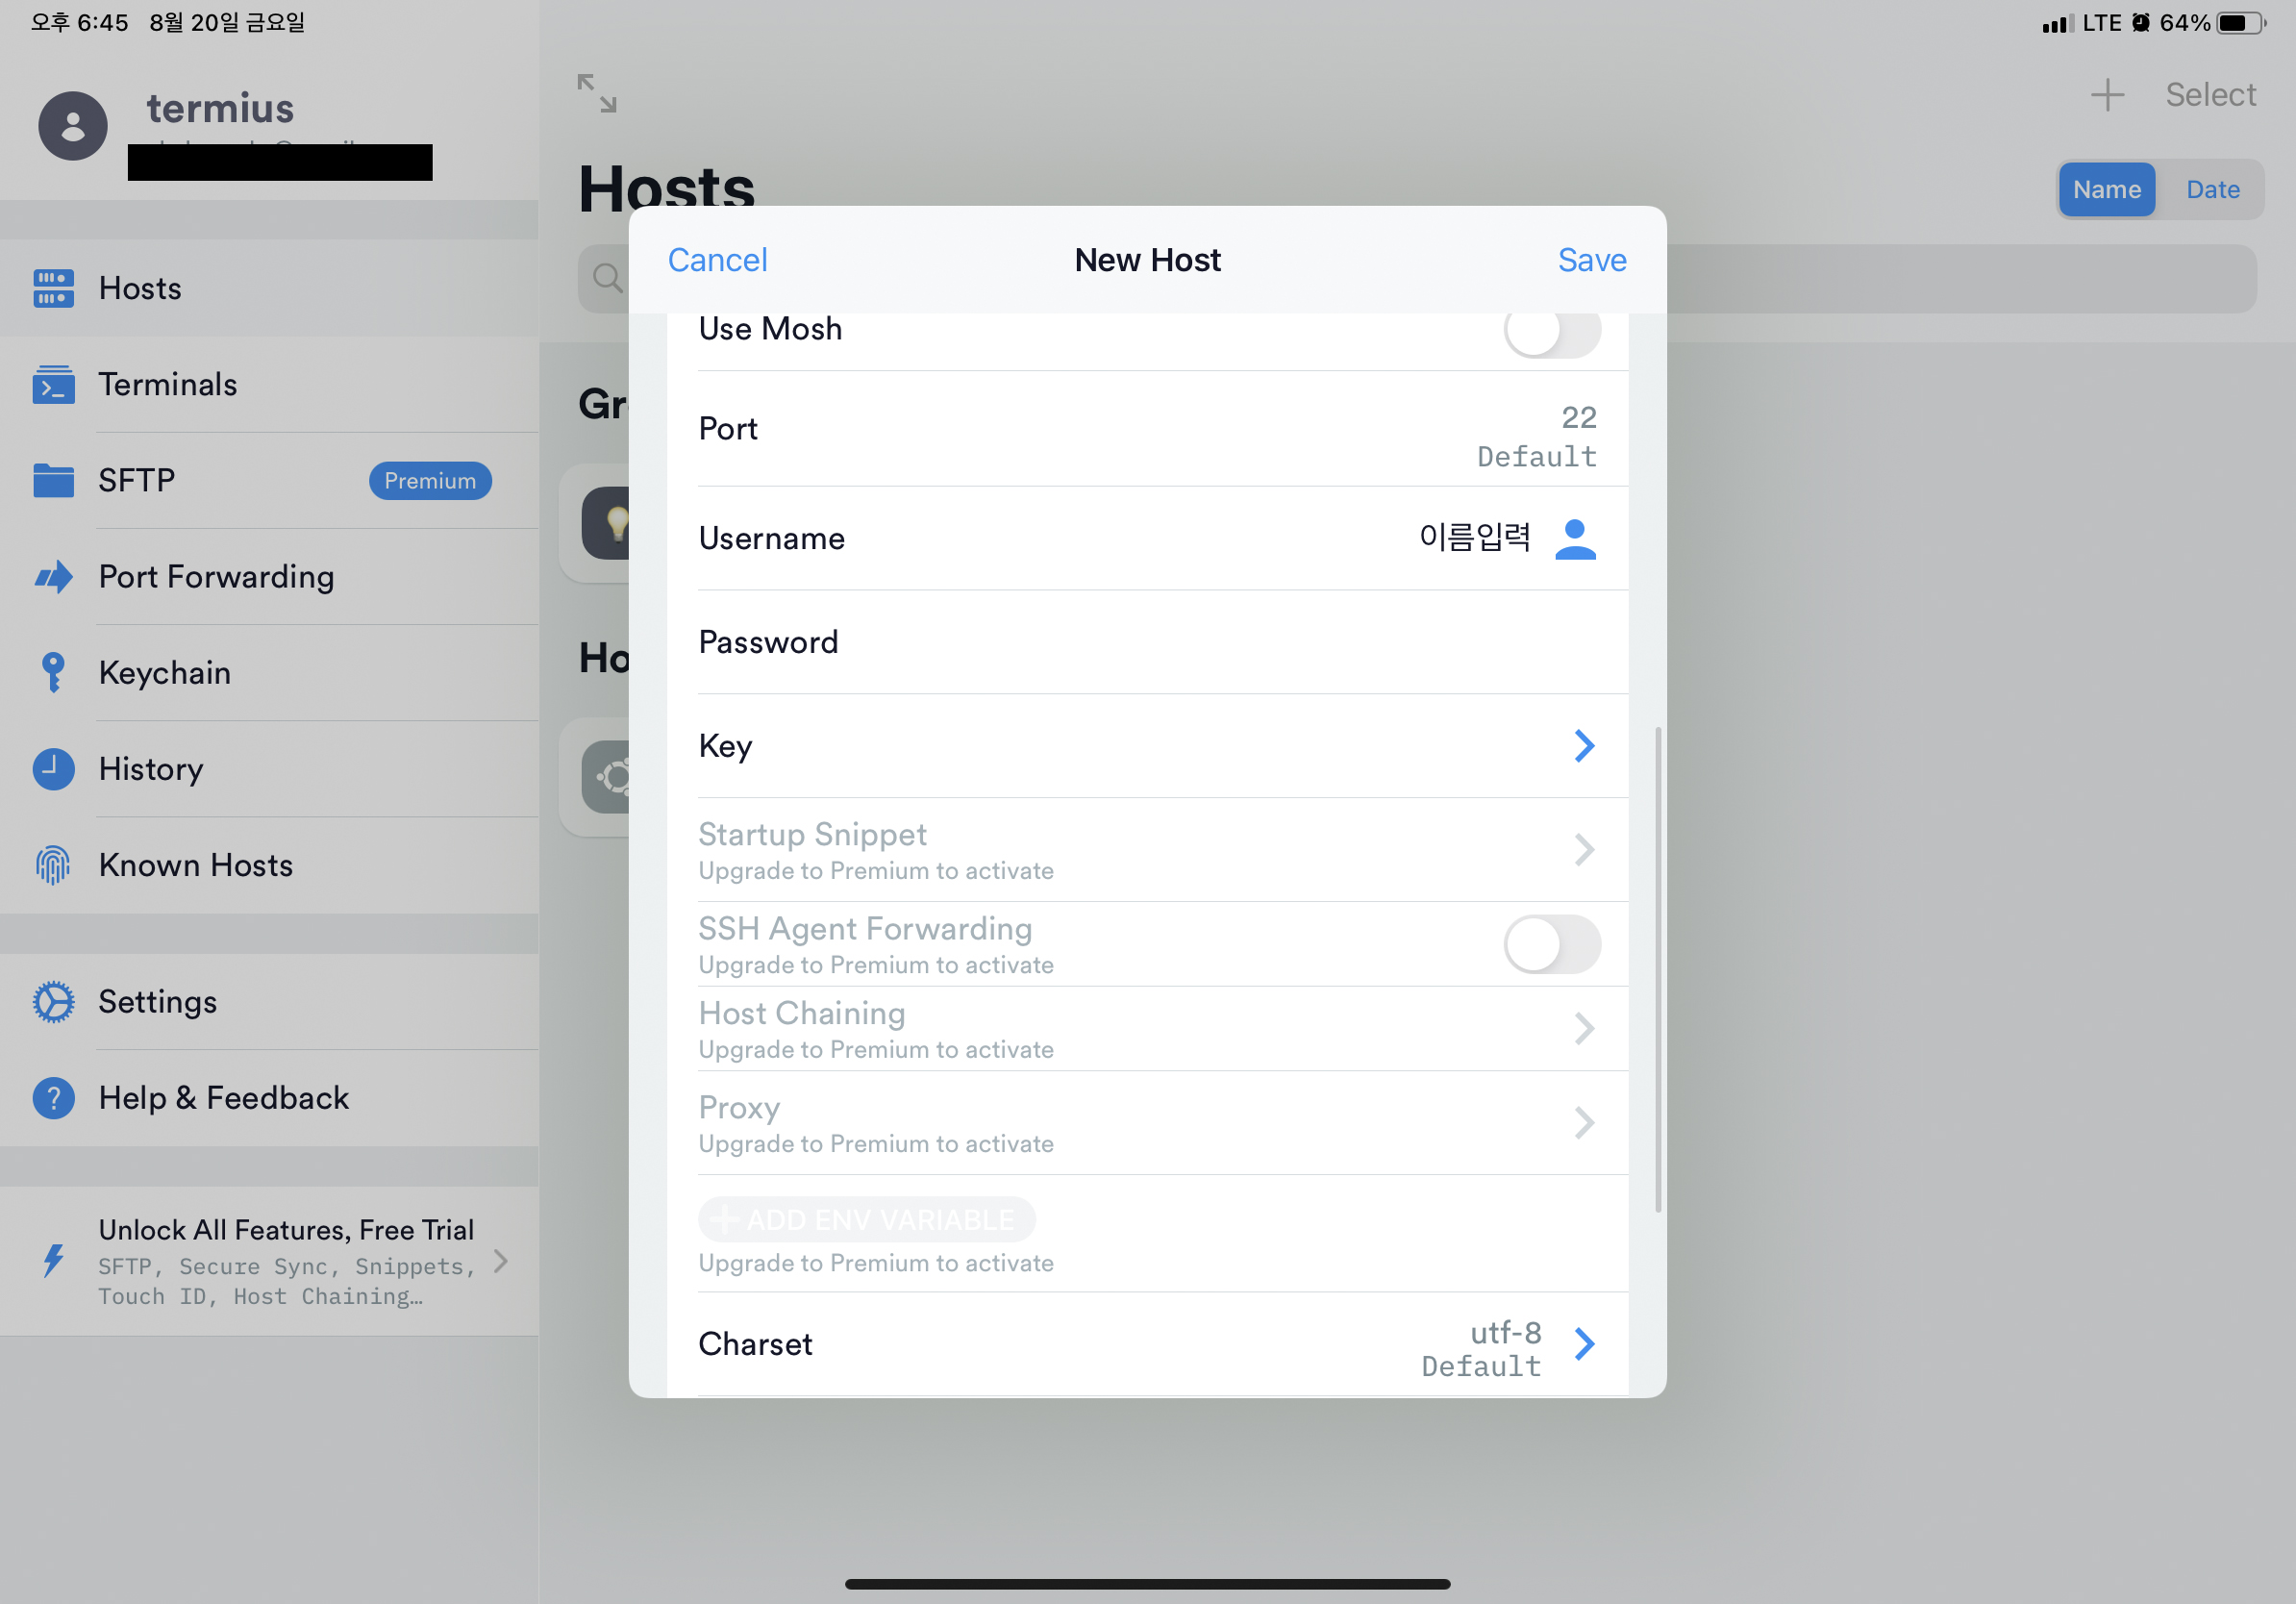 오후 6:45 8월 20일 금요일
LTE 64%
termius
Hosts
Terminals
SFTP Premium
Port Forwarding
Keychain
History
Known Hosts
Settings
Help & Feedback
Unlock All Features, Free Trial
SFTP, Secure Sync, Snippets,
Touch ID, Host Chaining…
Select
Hosts
Name Date
Cancel New Host Save
Use Mosh
Port 22
Default
Username 이름입력
Password
Key
Startup Snippet
Upgrade to Premium to activate
SSH Agent Forwarding
Upgrade to Premium to activate
Host Chaining
Upgrade to Premium to activate
Proxy
Upgrade to Premium to activate
ADD ENV VARIABLE
Upgrade to Premium to activate
Charset utf-8
Default